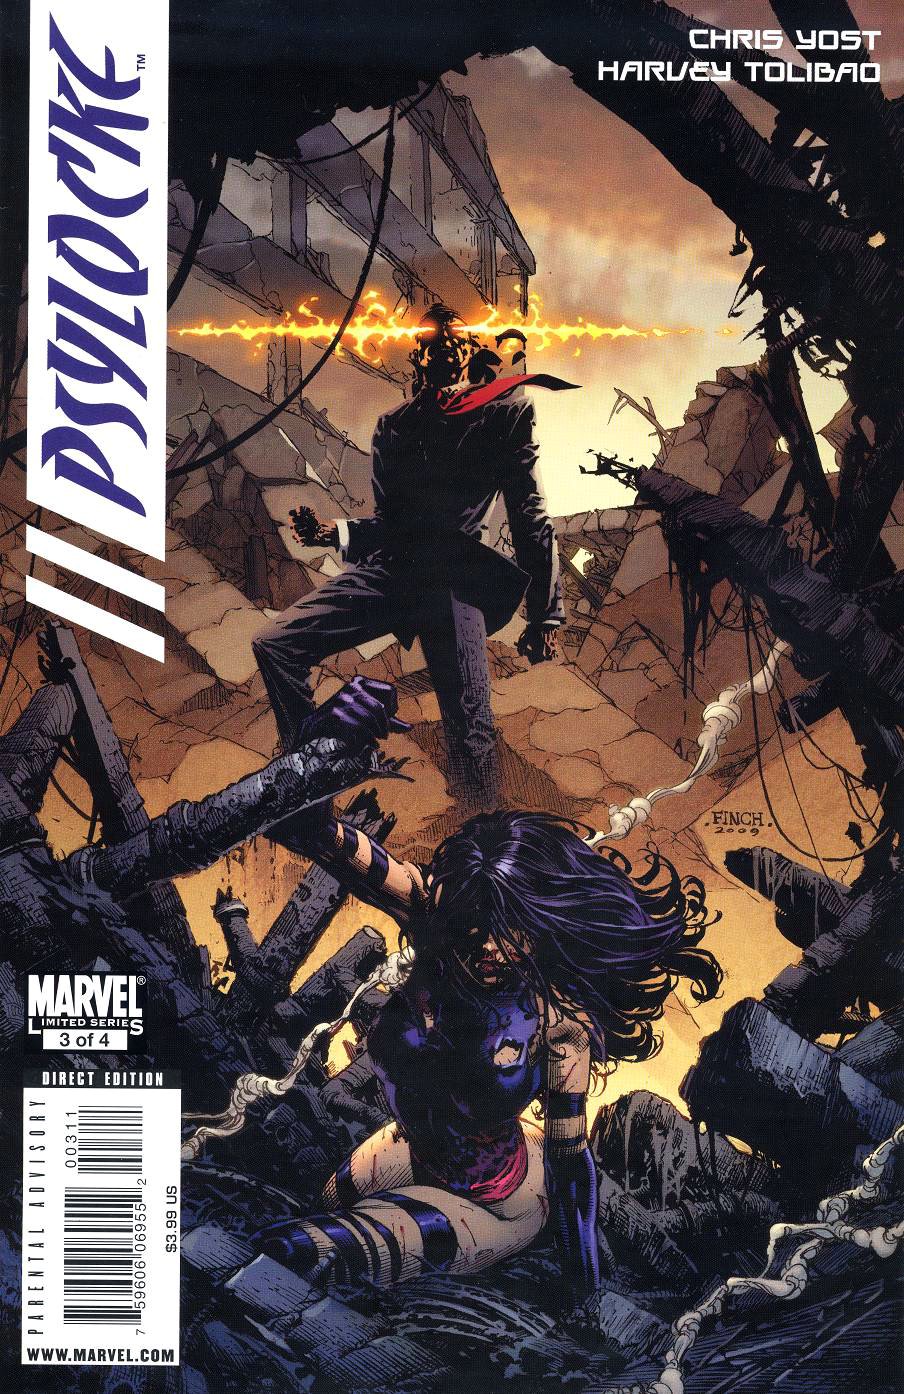 CHRIS YOST
HARVEY TOLIBAO
PSYLOCKE™
.FINCH.
2009
MARVEL®
LIMITED SERIES
3 of 4
DIRECT EDITION
PARENTAL ADVISORY
00311
7 59606 06955 2
$3.99 US
WWW.MARVEL.COM